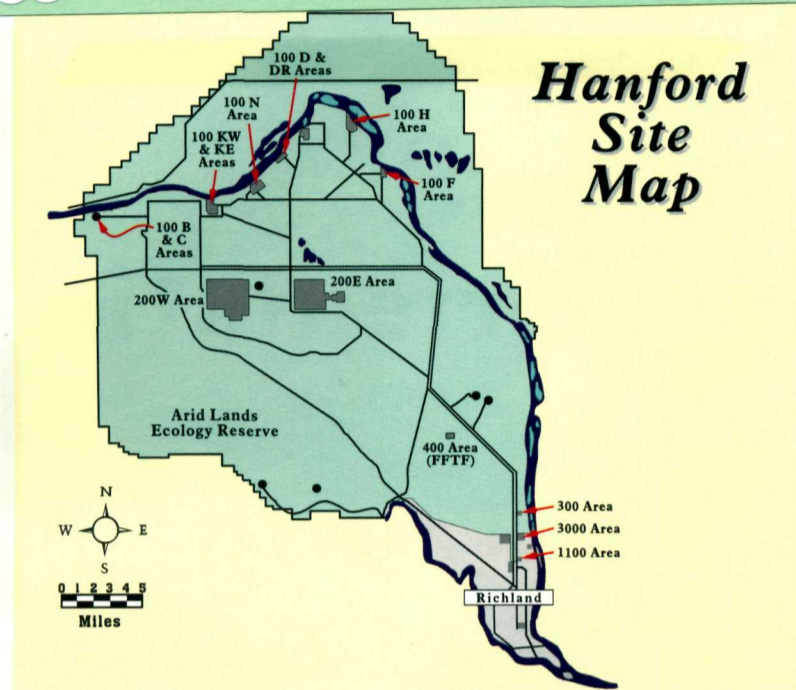 Hanford
Site
Map
100 D &
DR Areas
100 N
Area
100 H
Area
100 KW
& KE
Areas
100 F
Area
100 B
& C
Areas
200W Area
200E Area
Arid Lands
Ecology Reserve
400 Area
(FFTF)
300 Area
3000 Area
1100 Area
Richland
N
W E
S
0 1 2 3 4 5
Miles